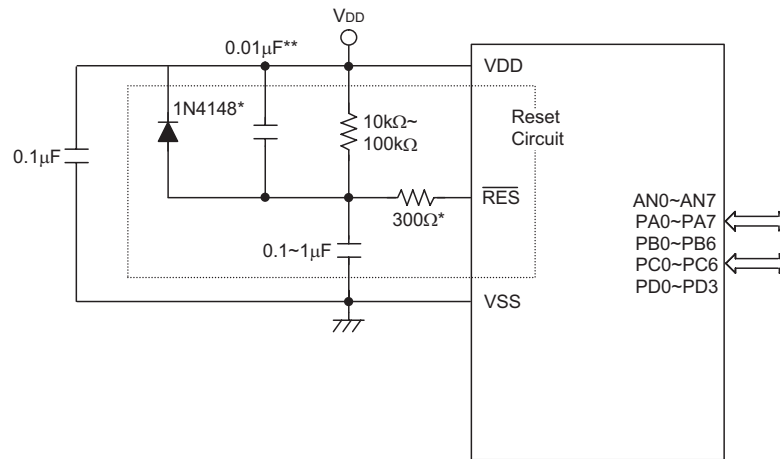 VDD
0.01μF**
VDD
1N4148*
10kΩ~
100kΩ
Reset
Circuit
0.1μF
300Ω*
RES
AN0~AN7
PA0~PA7
PB0~PB6
PC0~PC6
PD0~PD3
0.1~1μF
VSS